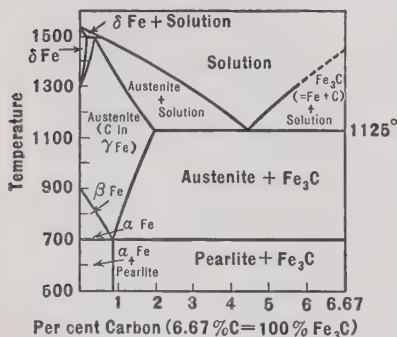 δ Fe + Solution
1500
δ Fe
Solution
1300
Austenite
+
Solution
Fe₃C
(=Fe + C)
+
Solution
Austenite
(C in
γ Fe)
1100
1125°
Temperature
900
β Fe
Austenite + Fe₃C
α Fe
700
α Fe
+
Pearlite
Pearlite + Fe₃C
500
1 2 3 4 5 6 6.67
Per cent Carbon (6.67 %C = 100 % Fe₃C)